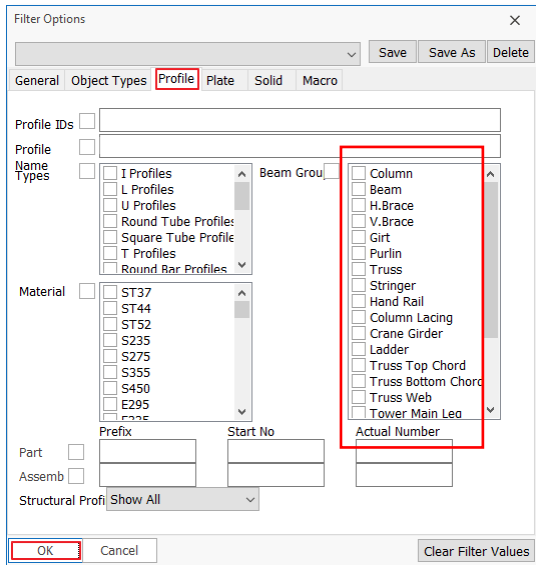 Filter Options
Save Save As Delete
General Object Types Profile Plate Solid Macro
Profile IDs
Profile
Name
Types
I Profiles
L Profiles
U Profiles
Round Tube Profiles
Square Tube Profile
T Profiles
Round Bar Profiles
Beam Grou
Column
Beam
H.Brace
V.Brace
Girt
Purlin
Truss
Stringer
Hand Rail
Column Lacing
Crane Girder
Ladder
Truss Top Chord
Truss Bottom Chord
Truss Web
Tower Main Leg
Material
ST37
ST44
ST52
S235
S275
S355
S450
E295
E335
Prefix Start No Actual Number
Part
Assemb
Structural Profi Show All
OK Cancel Clear Filter Values